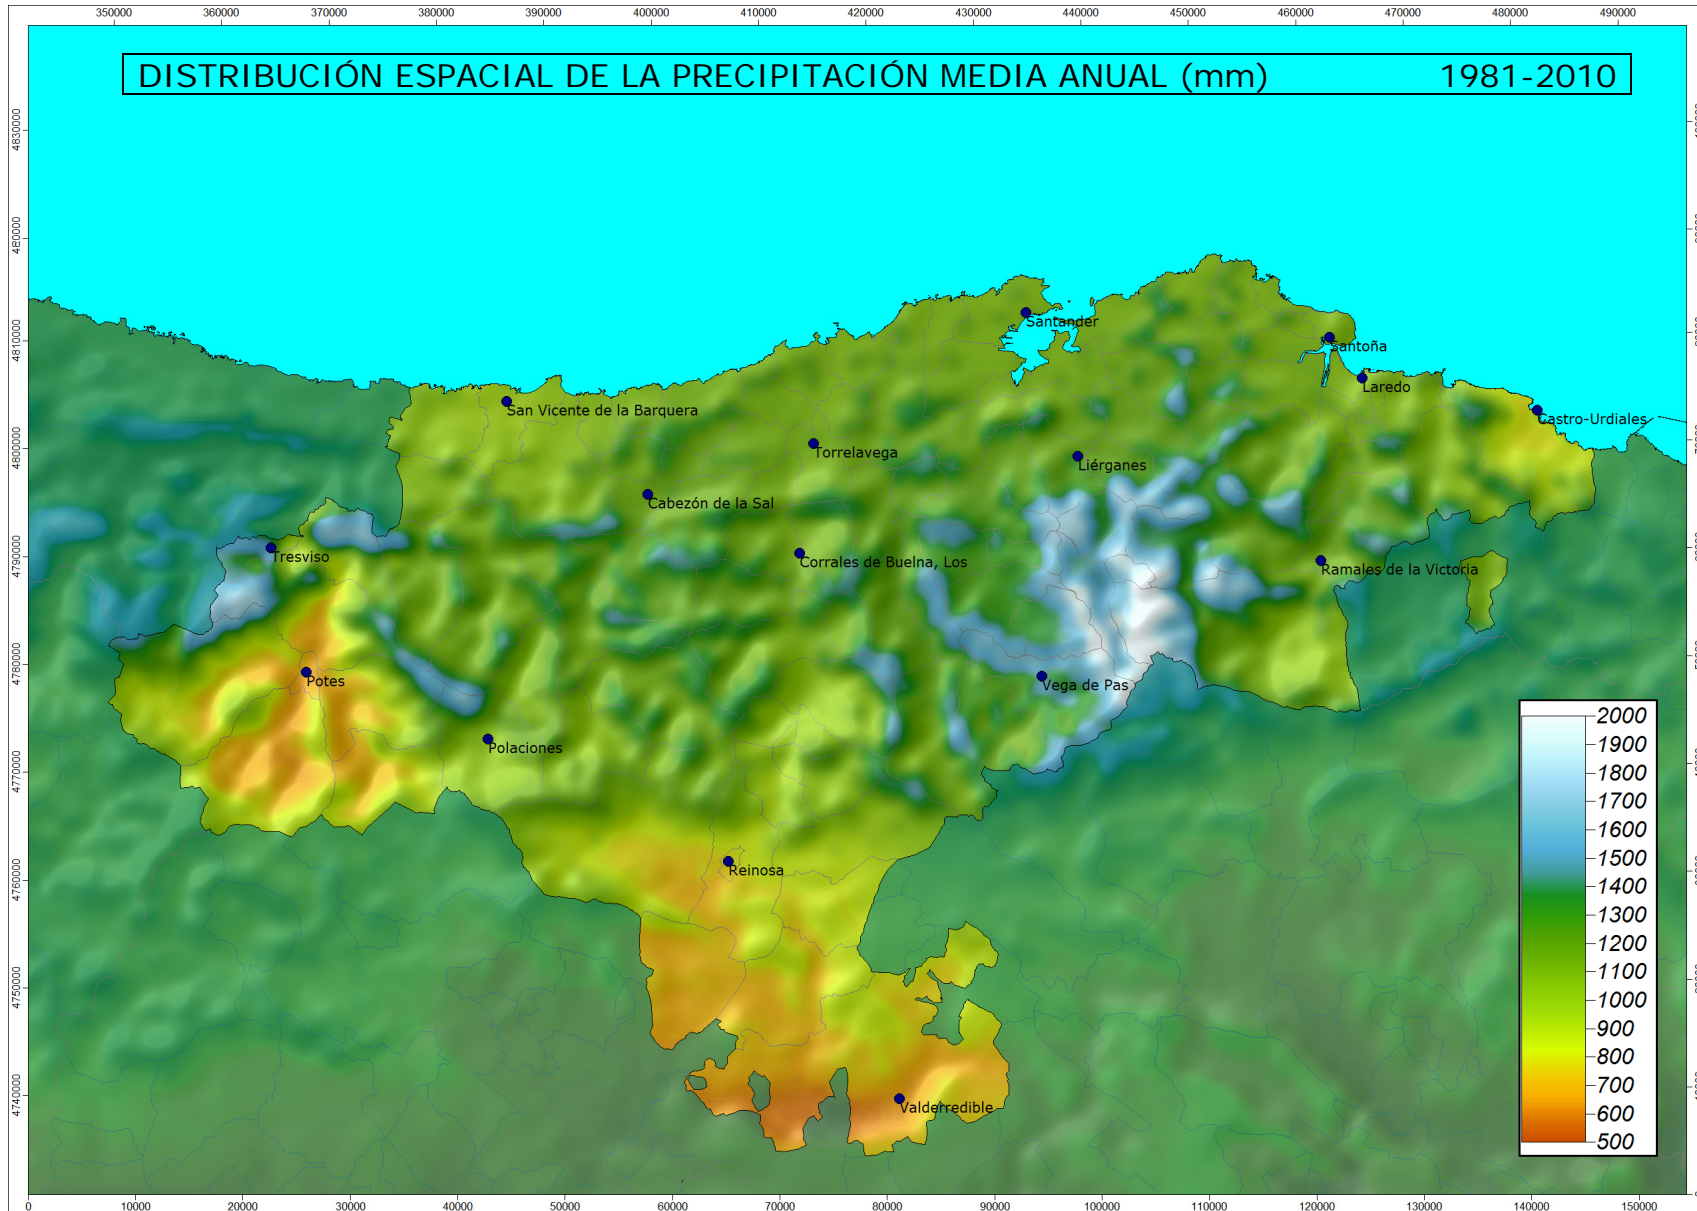 350000 360000 370000 380000 390000 400000 410000 420000 430000 440000 450000 460000 470000 480000 490000
DISTRIBUCIÓN ESPACIAL DE LA PRECIPITACIÓN MEDIA ANUAL (mm) 1981-2010
4830000
4820000
4810000
4800000
4790000
4780000
4770000
4760000
4750000
4740000
Santander
Santoña
Laredo
San Vicente de la Barquera
Castro-Urdiales
Torrelavega
Liérganes
Cabezón de la Sal
Tresviso
Corrales de Buelna, Los
Ramales de la Victoria
Potes
Vega de Pas
Polaciones
Reinosa
Valderredible
2000
1900
1800
1700
1600
1500
1400
1300
1200
1100
1000
900
800
700
600
500
0 10000 20000 30000 40000 50000 60000 70000 80000 90000 100000 110000 120000 130000 140000 150000